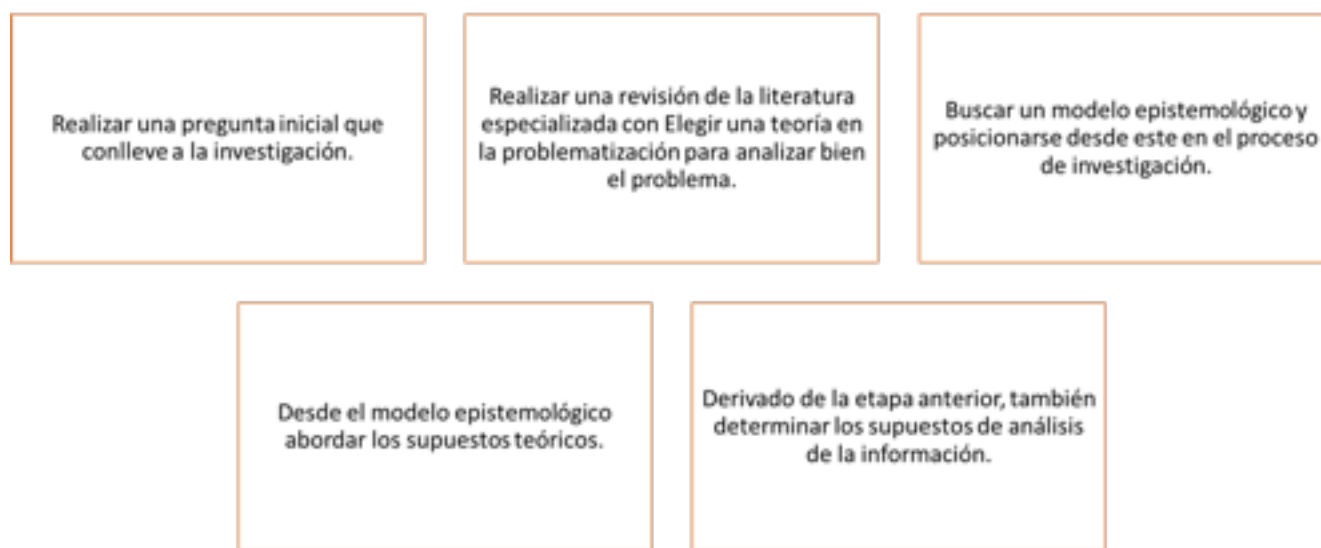 Realizar una pregunta inicial que
conlleve a la investigación.
Realizar una revisión de la literatura
especializada con Elegir una teoría en
la problematización para analizar bien
el problema.
Buscar un modelo epistemológico y
posicionarse desde este en el proceso
de investigación.
Desde el modelo epistemológico
abordar los supuestos teóricos.
Derivado de la etapa anterior, también
determinar los supuestos de análisis
de la información.